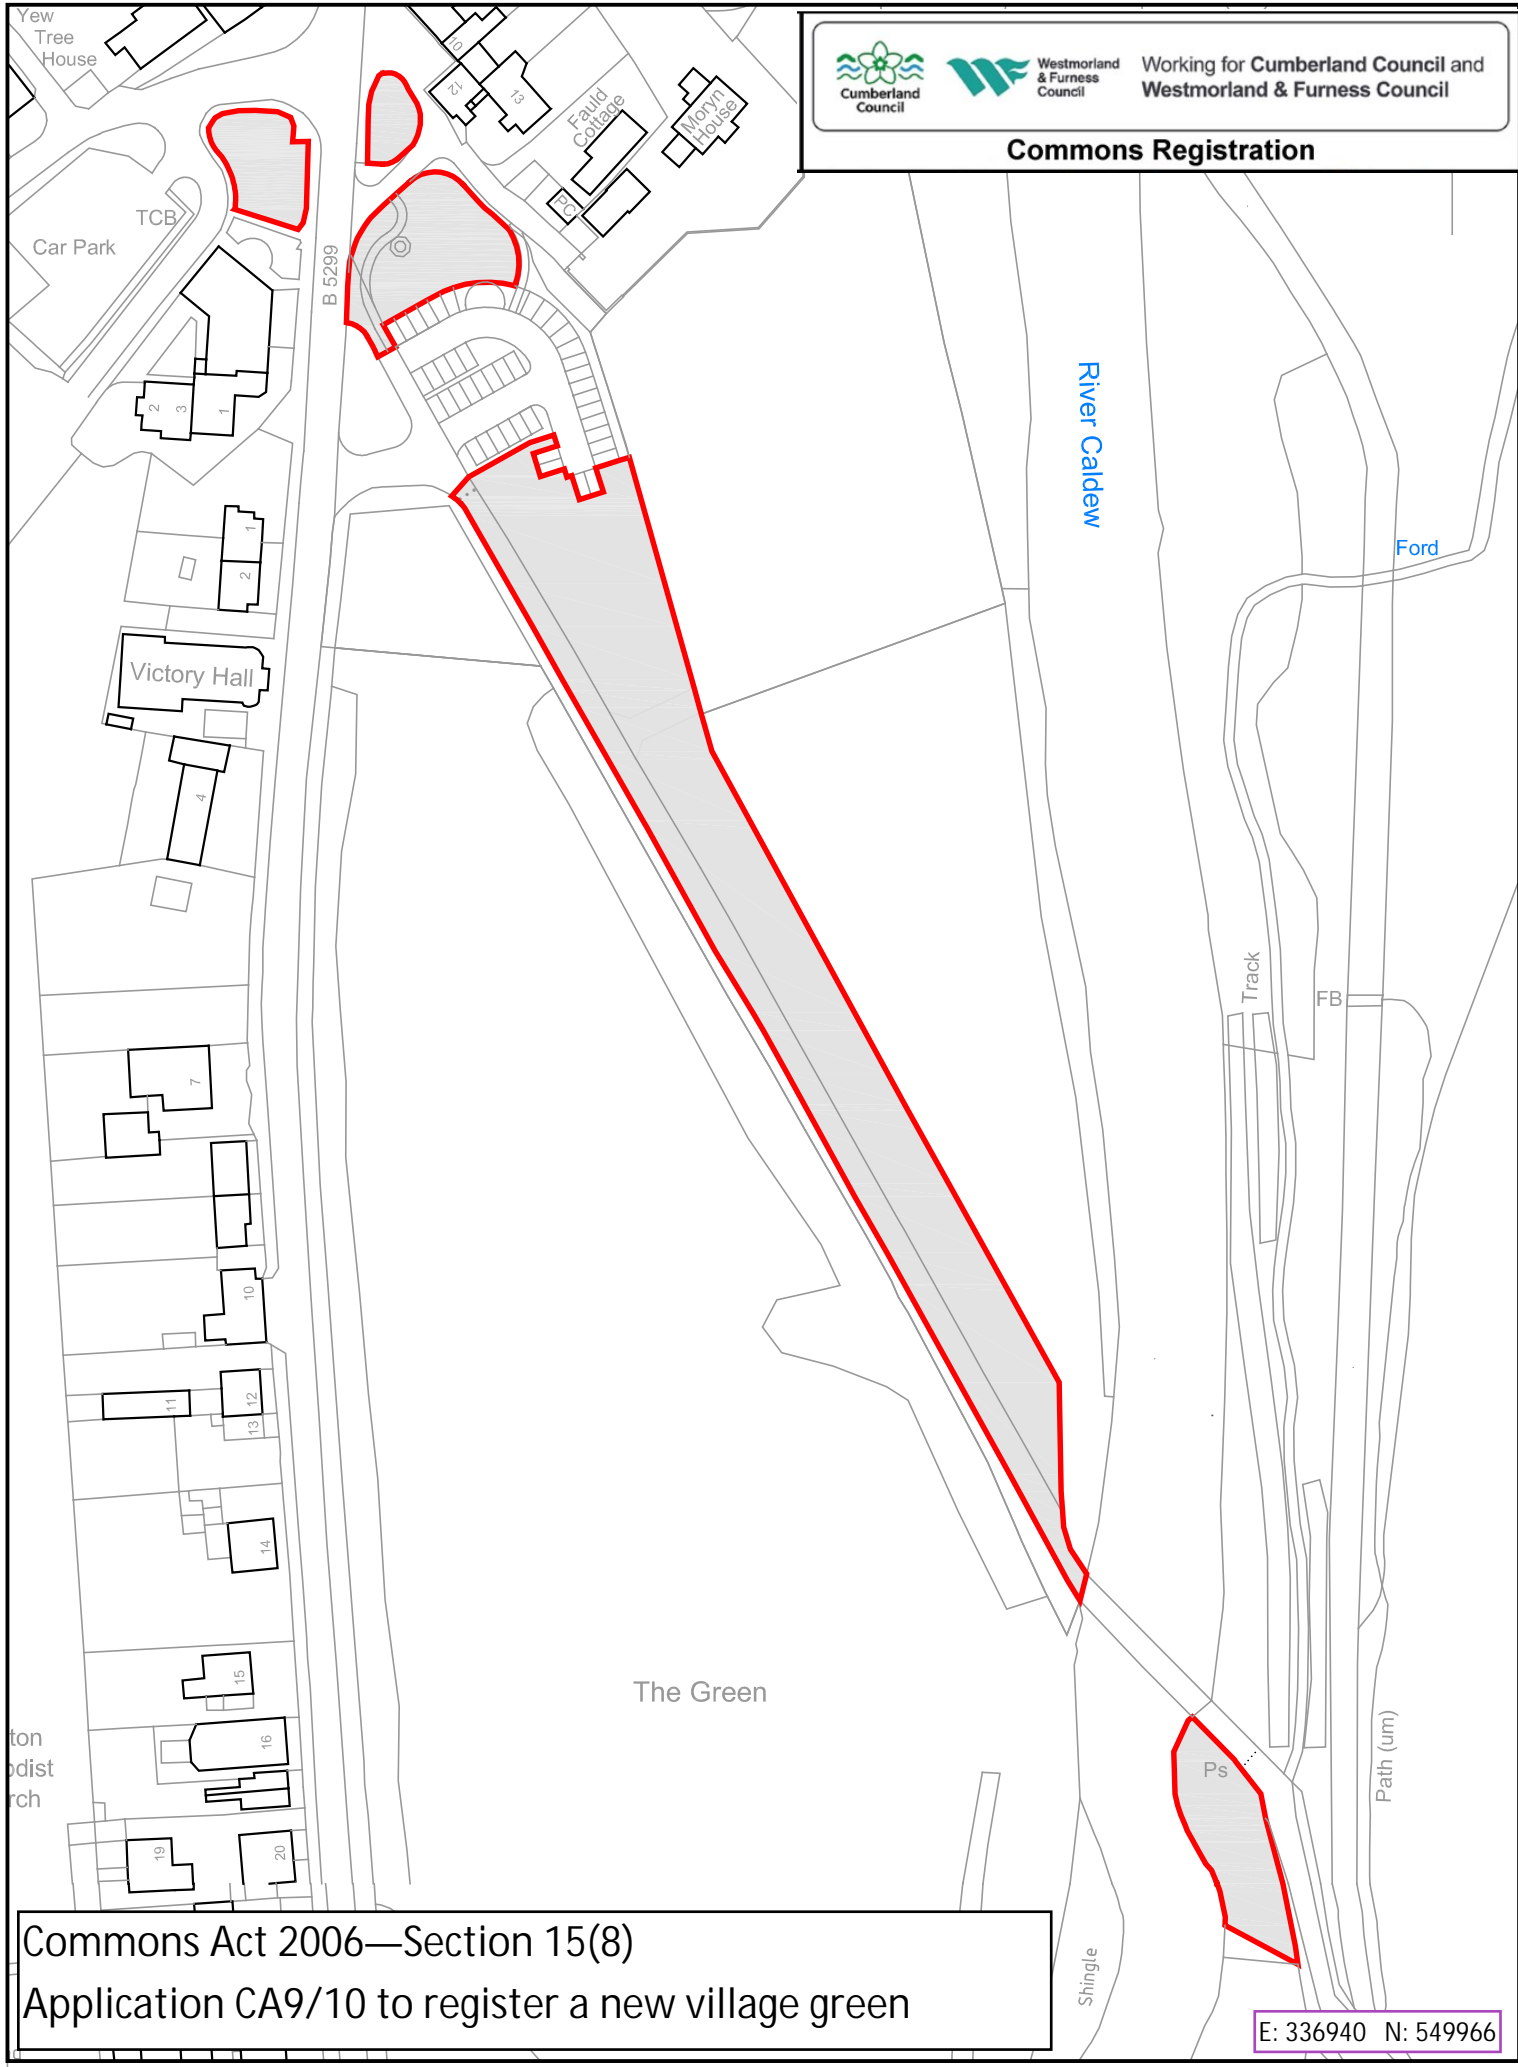 Yew
Tree
House
Cumberland
Council
Westmorland
& Furness
Council
Working for Cumberland Council and
Westmorland & Furness Council
Commons Registration
10
12
13
Fauld
Cottage
Moryn
House
PC
TCB
Car Park
B 5299
2
3
1
River Caldew
Ford
1
2
Victory Hall
4
Track
FB
7
10
11
12
13
14
15
The Green
16
Ps
Path (um)
ton
odist
rch
19
20
Shingle
Commons Act 2006—Section 15(8)
Application CA9/10 to register a new village green
E: 336940 N: 549966